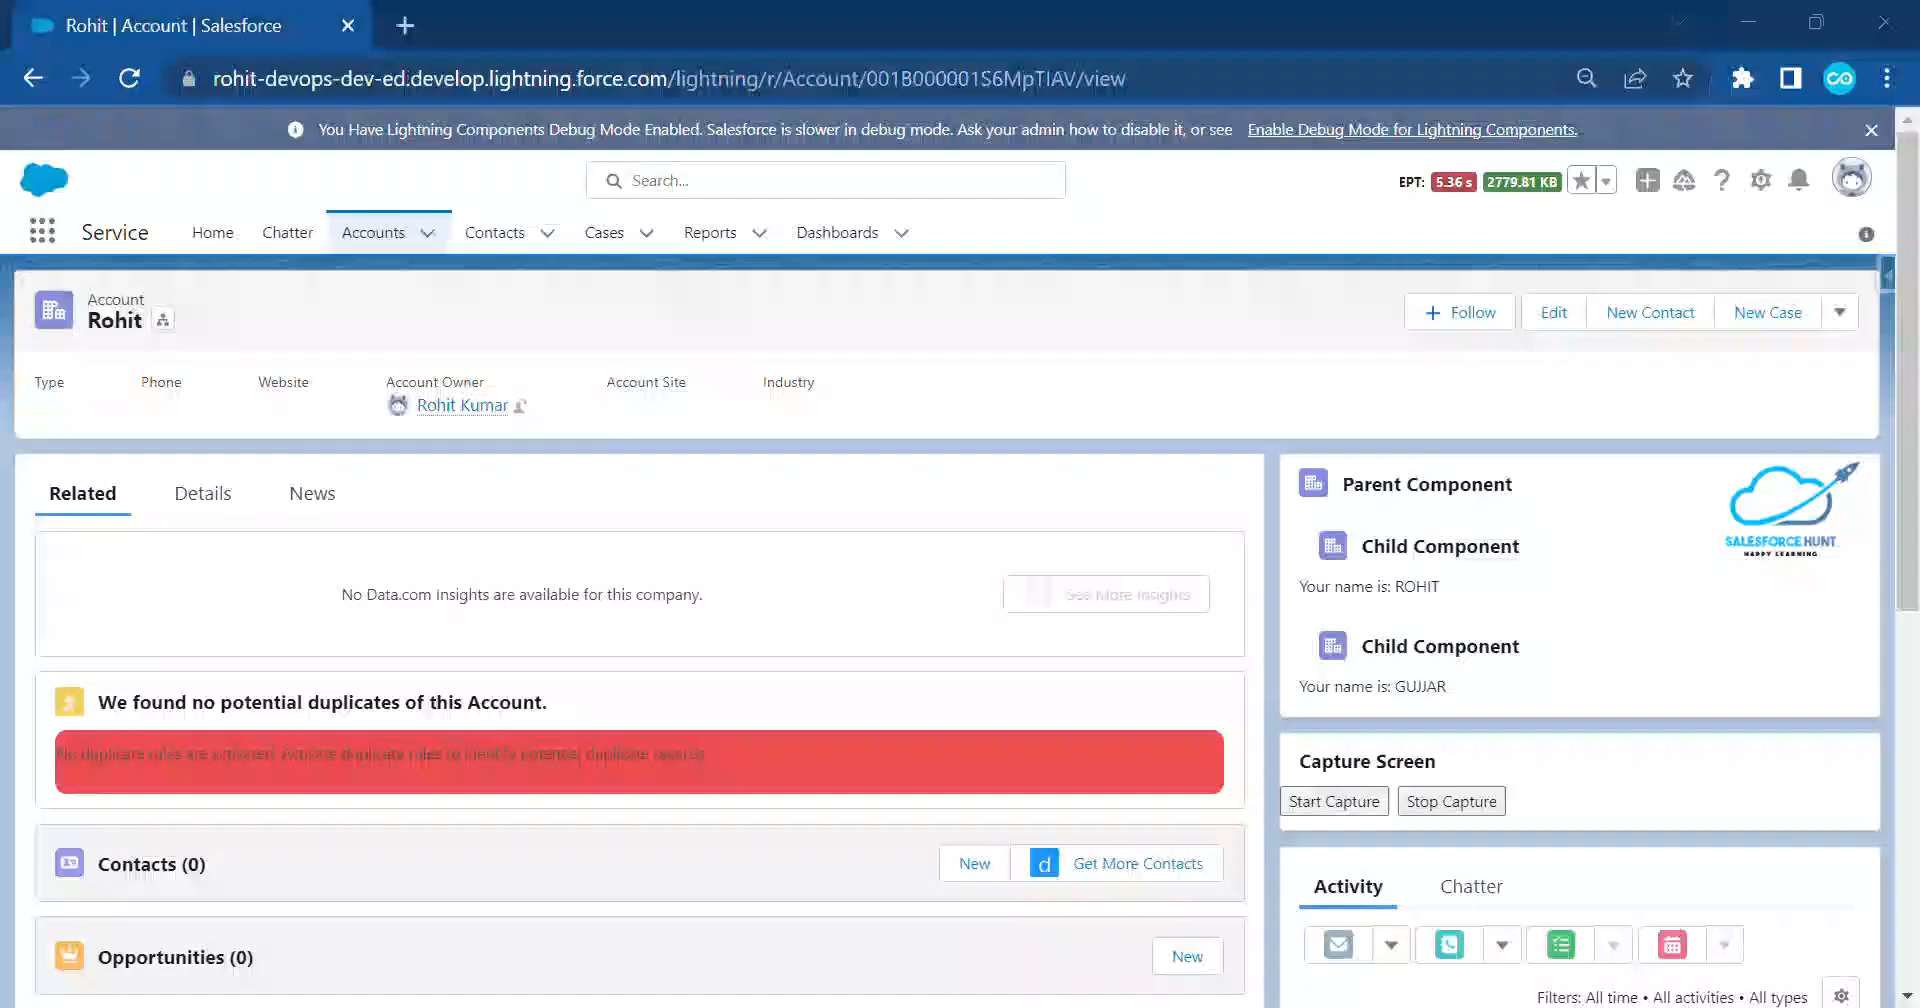 Rohit | Account | Salesforce
rohit-devops-dev-ed.develop.lightning.force.com/lightning/r/Account/001B000001S6MpTIAV/view
You Have Lightning Components Debug Mode Enabled. Salesforce is slower in debug mode. Ask your admin how to disable it, or see Enable Debug Mode for Lightning Components.
Search...
EPT: 5.36 s 2779.81 KB
Service Home Chatter Accounts Contacts Cases Reports Dashboards
Account
Rohit
Follow Edit New Contact New Case
Type Phone Website Account Owner Account Site Industry
Rohit Kumar
Related Details News
No Data.com insights are available for this company.
See More Insights
We found no potential duplicates of this Account.
No duplicate rules are activated. Activate duplicate rules to identify potential duplicate records.
Contacts (0)
New d Get More Contacts
Opportunities (0)
New
Parent Component
SALESFORCE HUNT
HAPPY LEARNING
Child Component
Your name is: ROHIT
Child Component
Your name is: GUJJAR
Capture Screen
Start Capture Stop Capture
Activity Chatter
Filters: All time • All activities • All types